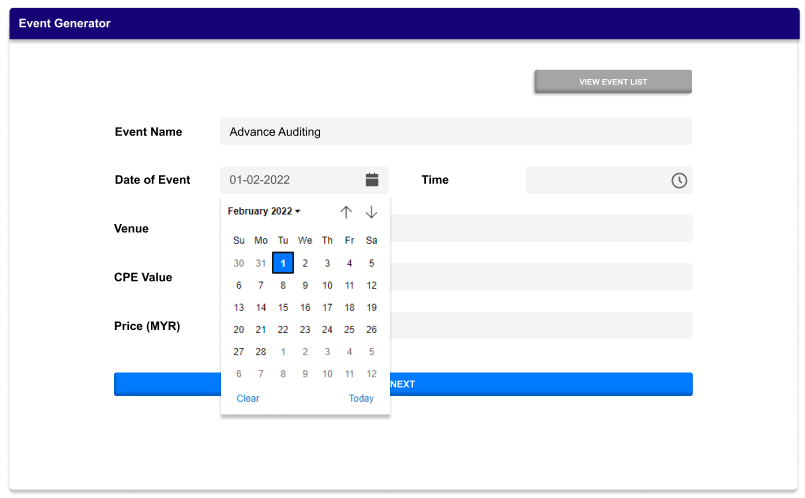 Event Generator
VIEW EVENT LIST
Event Name Advance Auditing
Date of Event 01-02-2022 Time
February 2022
Venue
Su Mo Tu We Th Fr Sa
30 31 1 2 3 4 5
CPE Value
6 7 8 9 10 11 12
13 14 15 16 17 18 19
Price (MYR)
20 21 22 23 24 25 26
27 28 1 2 3 4 5
6 7 8 9 10 11 12
NEXT
Clear Today